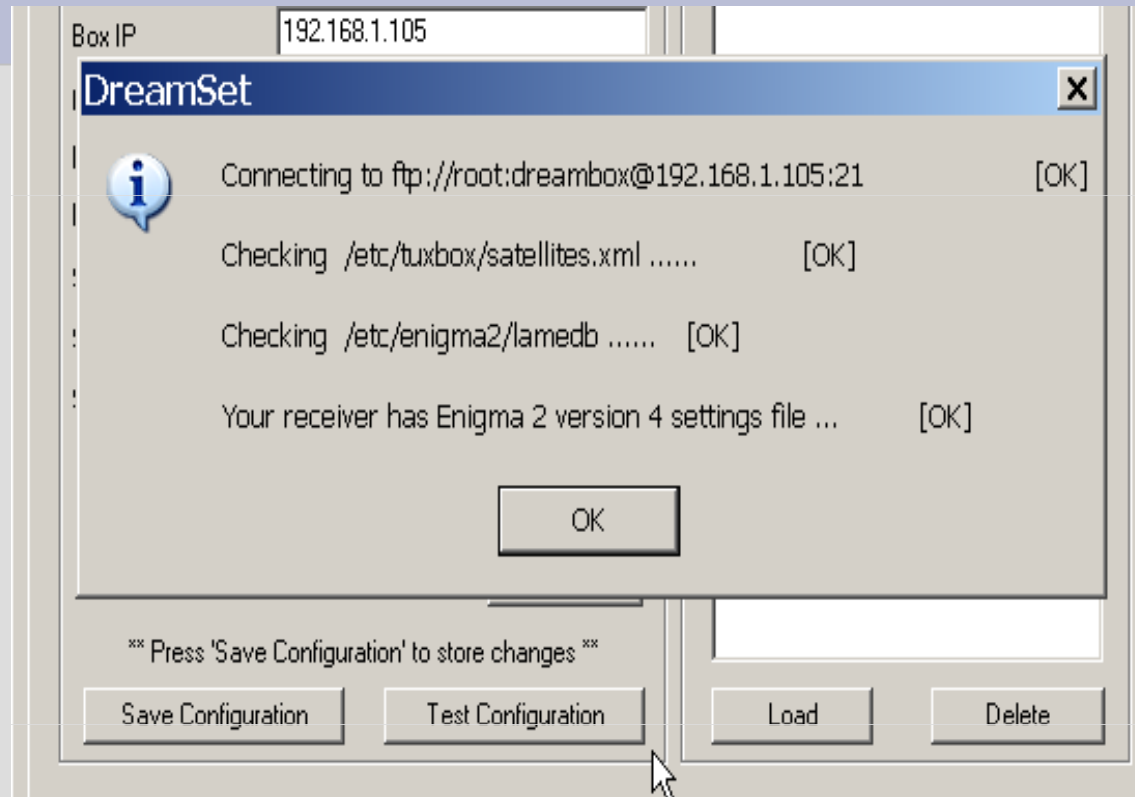 Box IP
192.168.1.105
DreamSet
Connecting to ftp://root:dreambox@192.168.1.105:21 [OK]
Checking /etc/tuxbox/satellites.xml ...... [OK]
Checking /etc/enigma2/lamedb ...... [OK]
Your receiver has Enigma 2 version 4 settings file ... [OK]
OK
** Press 'Save Configuration' to store changes **
Save Configuration
Test Configuration
Load
Delete